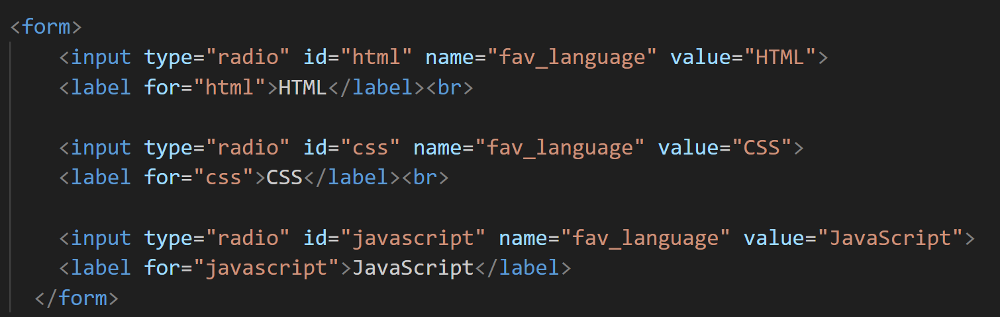 <form>
<input type="radio" id="html" name="fav_language" value="HTML">
<label for="html">HTML</label><br>
<input type="radio" id="css" name="fav_language" value="CSS">
<label for="css">CSS</label><br>
<input type="radio" id="javascript" name="fav_language" value="JavaScript">
<label for="javascript">JavaScript</label>
</form>